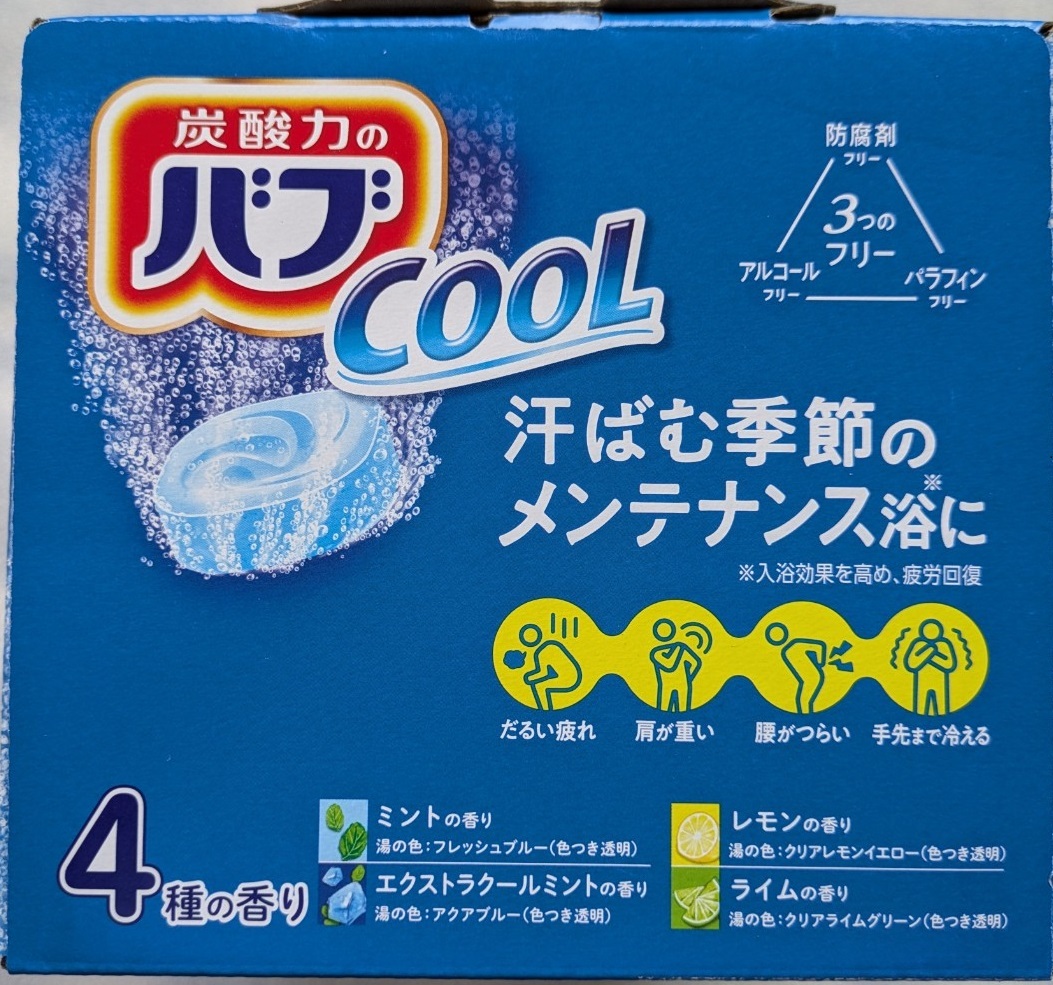 炭酸力の
バブ
COOL
防腐剤
フリー
3つの
フリー
アルコール
フリー
パラフィン
フリー
汗ばむ季節の
メンテナンス浴※に
※入浴効果を高め、疲労回復
だるい疲れ 肩が重い 腰がつらい 手先まで冷える
4種の香り
ミントの香り
湯の色:フレッシュブルー(色つき透明)
エクストラクールミントの香り
湯の色:アクアブルー(色つき透明)
レモンの香り
湯の色:クリアレモンイエロー(色つき透明)
ライムの香り
湯の色:クリアライムグリーン(色つき透明)